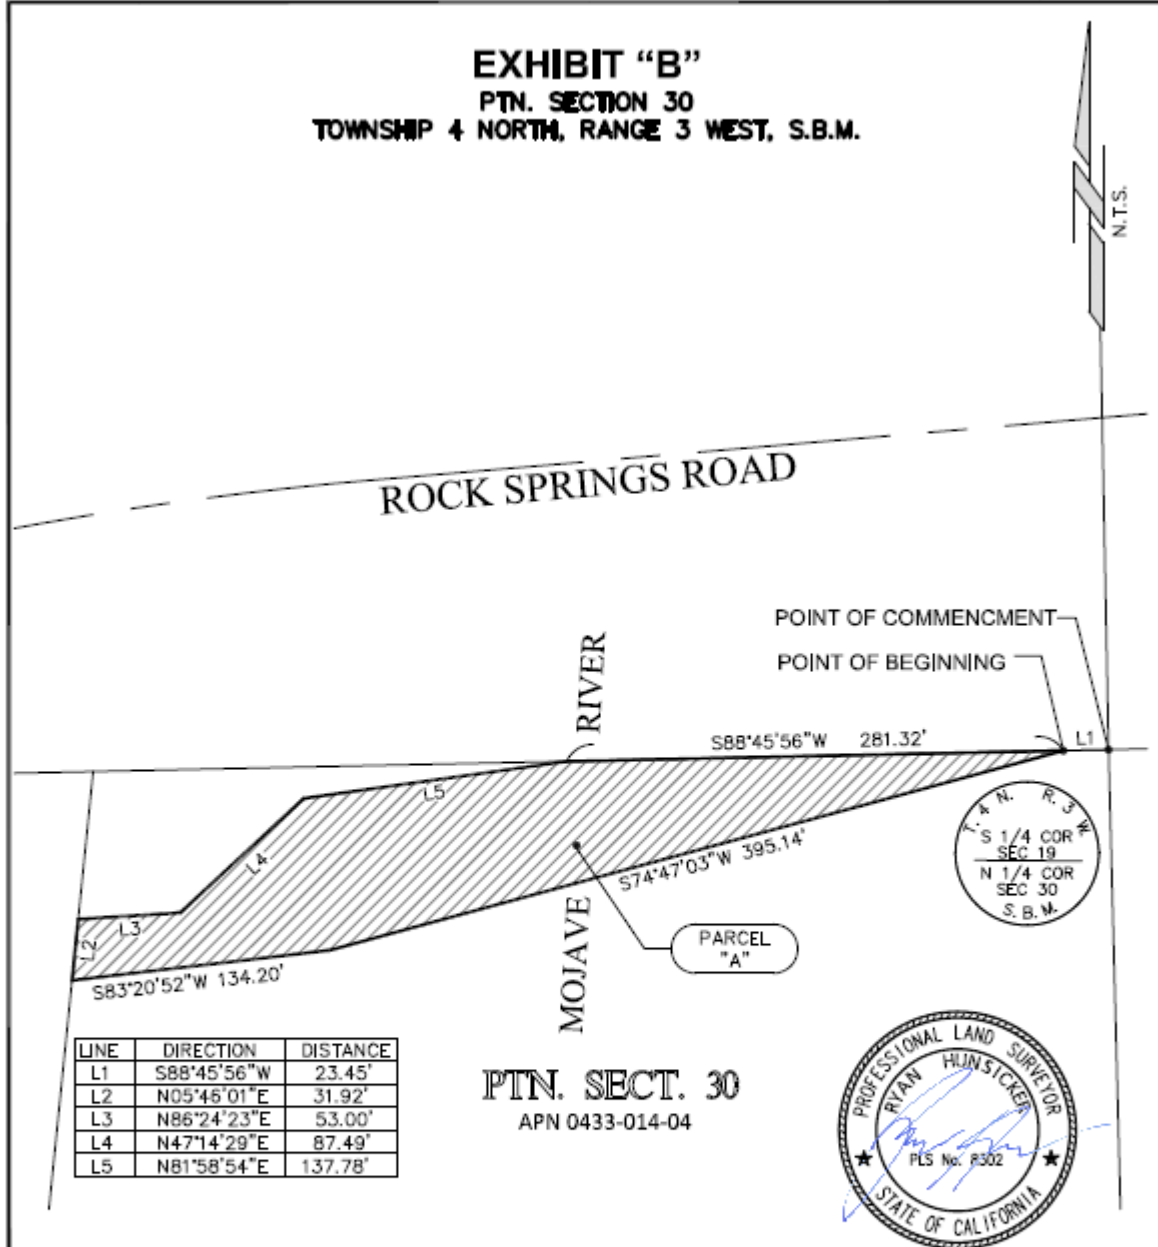 EXHIBIT “B”
PTN. SECTION 30
TOWNSHIP 4 NORTH, RANGE 3 WEST, S.B.M.
N.T.S.
ROCK SPRINGS ROAD
POINT OF COMMENCMENT
POINT OF BEGINNING
RIVER
S88°45'56"W 281.32'
L1
L5
T. 4 N. R. 3 W.
S 1/4 COR
SEC 19
N 1/4 COR
SEC 30
S. B. M.
L4
S74°47'03"W 395.14'
L3
L2
MOJAVE
PARCEL
"A"
S83°20'52"W 134.20'
LINE DIRECTION DISTANCE
L1 S88°45'56"W 23.45'
L2 N05°46'01"E 31.92'
L3 N86°24'23"E 53.00'
L4 N47°14'29"E 87.49'
L5 N81°58'54"E 137.78'
PTN. SECT. 30
APN 0433-014-04
PROFESSIONAL LAND SURVEYOR
RYAN HUNSICKER
PLS No. 8302
STATE OF CALIFORNIA